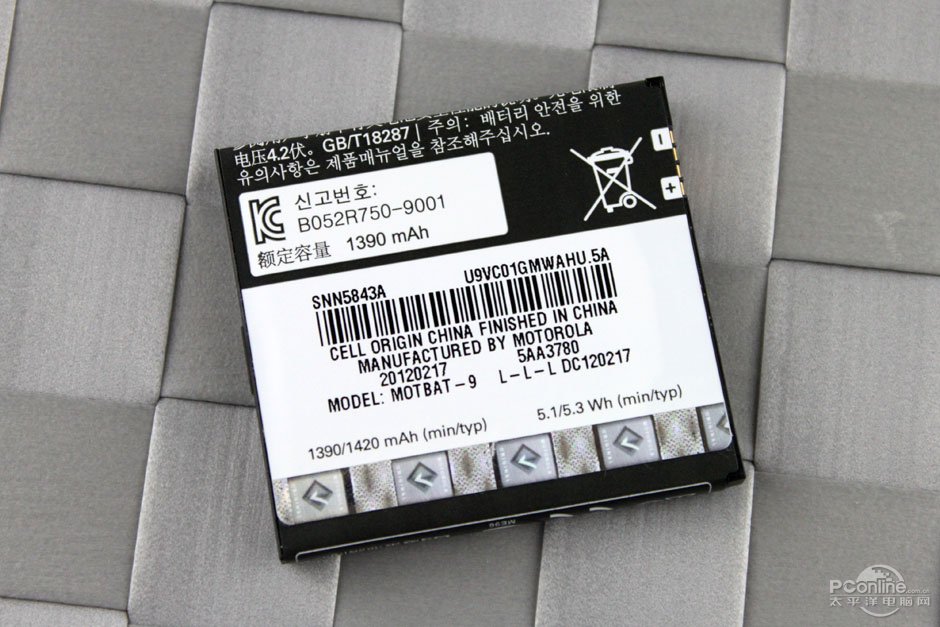 电压4.2伏。GB/T18287 | 주의: 배터리 안전을 위한
유의사항은 제품매뉴얼을 참조해주십시오.
신고번호:
B052R750-9001
额定容量 1390 mAh
SNN5843A U9VC01GMWAHU.5A
CELL ORIGIN CHINA FINISHED IN CHINA
MANUFACTURED BY MOTOROLA
20120217 5AA3780
MODEL: MOTBAT-9 L-L-L DC120217
1390/1420 mAh (min/typ) 5.1/5.3 Wh (min/typ)
PConline.com.cn
太平洋电脑网